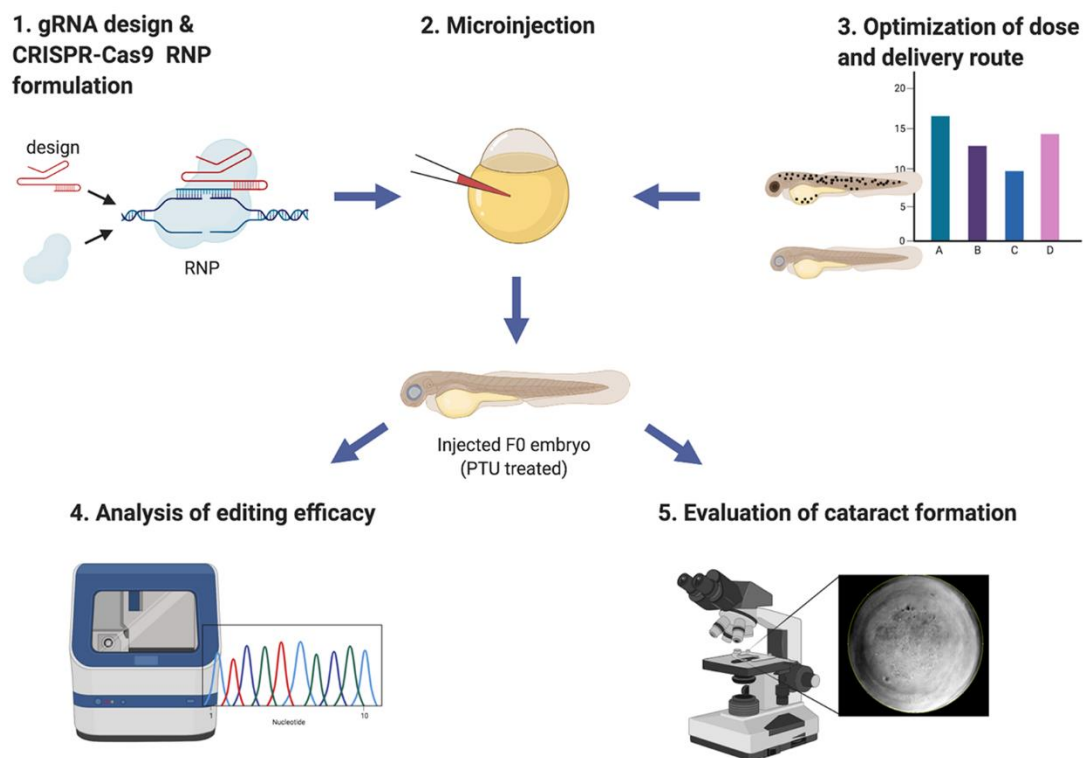 1. gRNA design &
CRISPR-Cas9 RNP
formulation
design
RNP
2. Microinjection
3. Optimization of dose
and delivery route
20
15
10
5
0
A B C D
Injected F0 embryo
(PTU treated)
4. Analysis of editing efficacy
1 10
Nucleotide
5. Evaluation of cataract formation